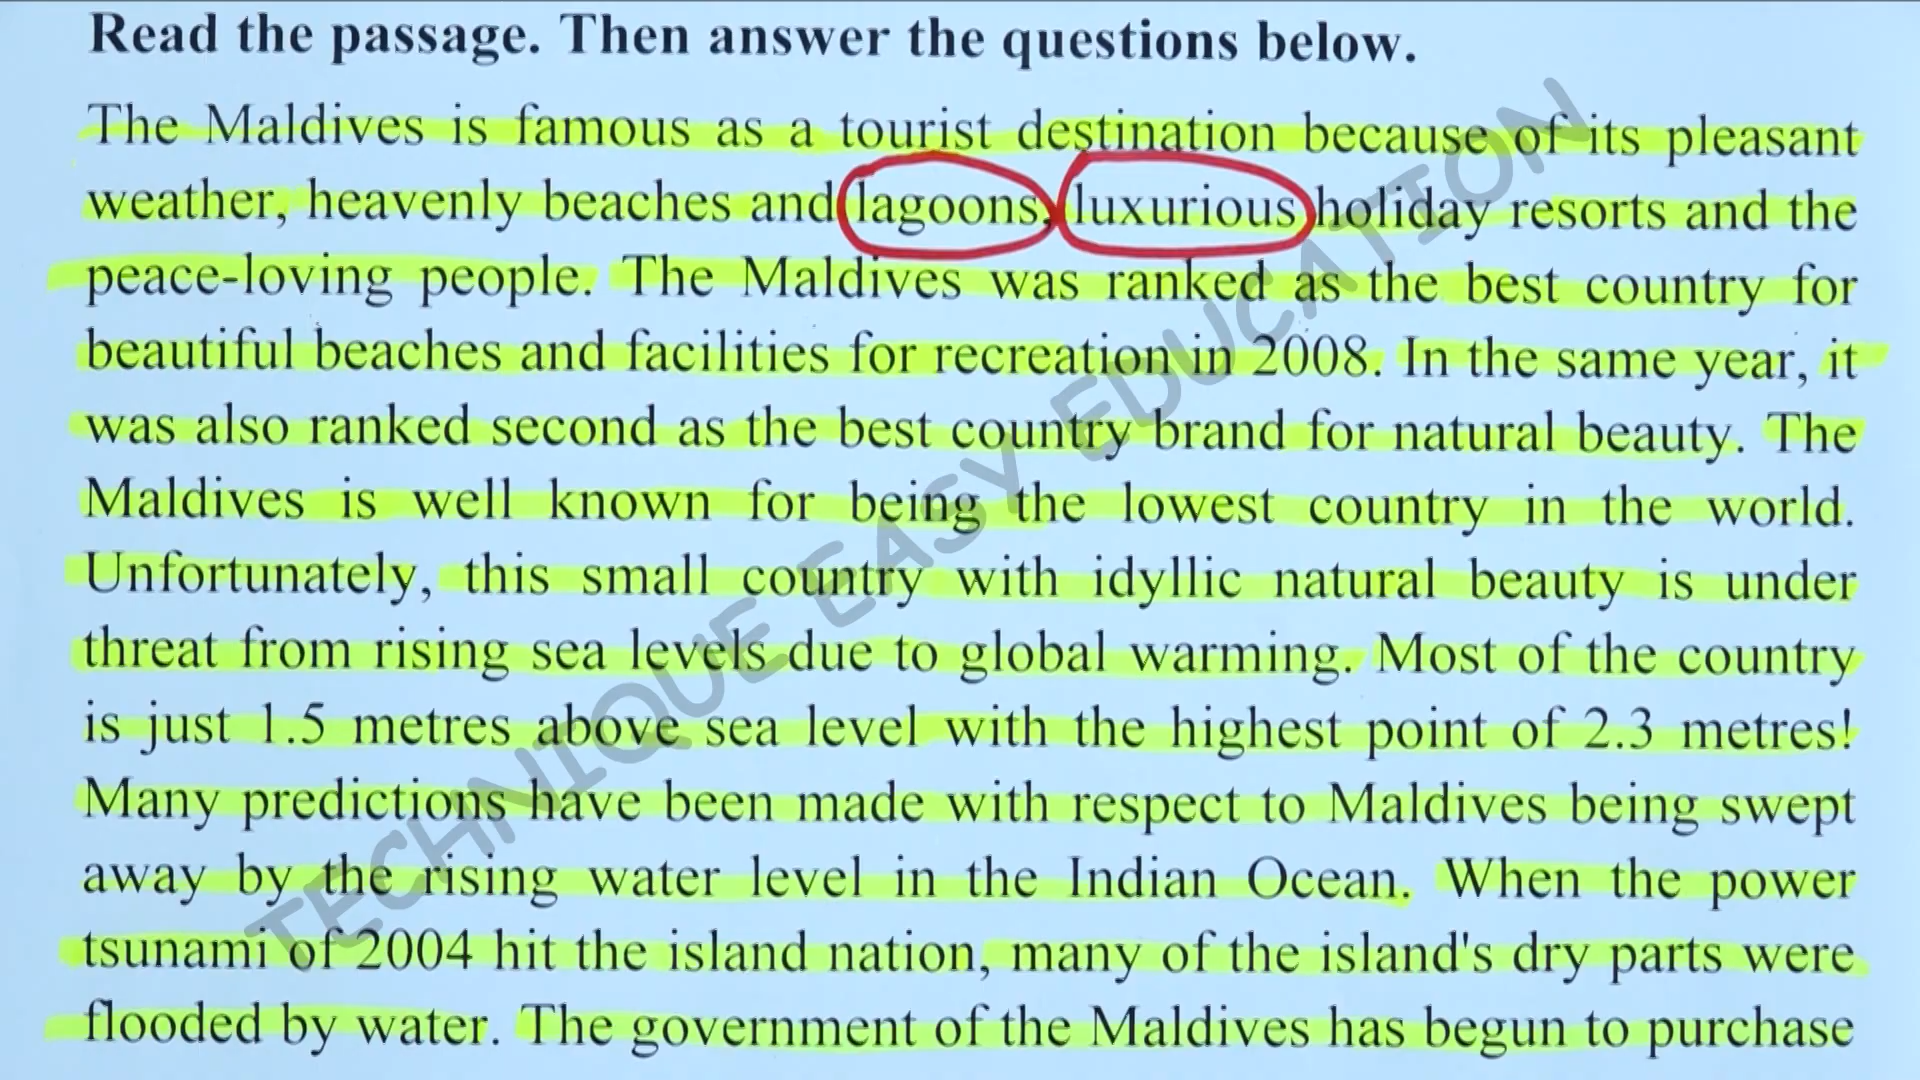 Read the passage. Then answer the questions below.
The Maldives is famous as a tourist destination because of its pleasant
weather, heavenly beaches and lagoons, luxurious holiday resorts and the
peace-loving people. The Maldives was ranked as the best country for
beautiful beaches and facilities for recreation in 2008. In the same year, it
was also ranked second as the best country brand for natural beauty. The
Maldives is well known for being the lowest country in the world.
Unfortunately, this small country with idyllic natural beauty is under
threat from rising sea levels due to global warming. Most of the country
is just 1.5 metres above sea level with the highest point of 2.3 metres!
Many predictions have been made with respect to Maldives being swept
away by the rising water level in the Indian Ocean. When the power
tsunami of 2004 hit the island nation, many of the island's dry parts were
flooded by water. The government of the Maldives has begun to purchase
TECHNIQUE EASY EDUCATION